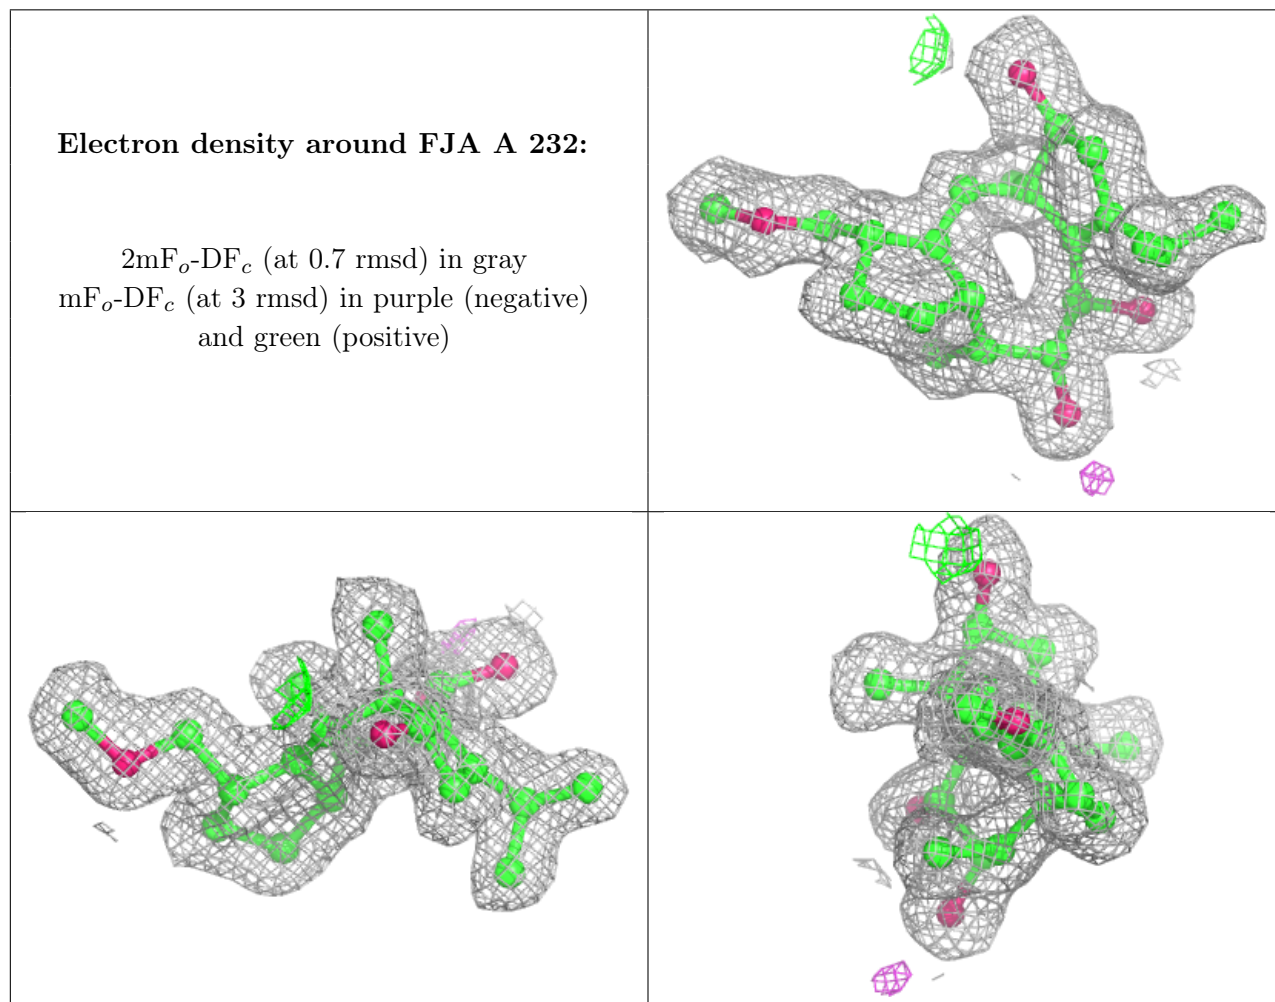 Electron density around FJA A 232:
2mFo-DFc (at 0.7 rmsd) in gray
mFo-DFc (at 3 rmsd) in purple (negative)
and green (positive)